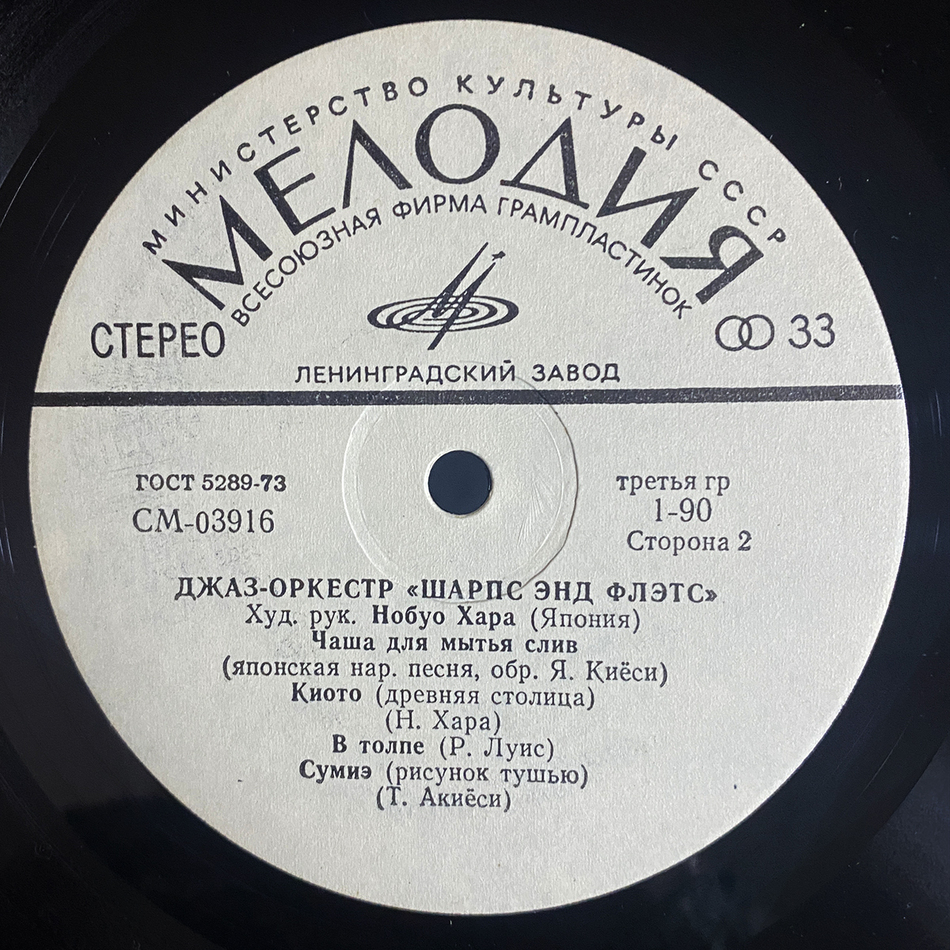 МИНИСТЕРСТВО КУЛЬТУРЫ СССР
МЕЛОДИЯ
ВСЕСОЮЗНАЯ ФИРМА ГРАМПЛАСТИНОК
СТЕРЕО
33
ЛЕНИНГРАДСКИЙ ЗАВОД
ГОСТ 5289-73
СМ-03916
третья гр
1-90
Сторона 2
ДЖАЗ-ОРКЕСТР «ШАРПС ЭНД ФЛЭТС»
Худ. рук. Нобуо Хара (Япония)
Чаша для мытья слив
(японская нар. песня, обр. Я. Киёси)
Киото (древняя столица)
(Н. Хара)
В толпе (Р. Луис)
Сумиэ (рисунок тушью)
(Т. Акиёси)